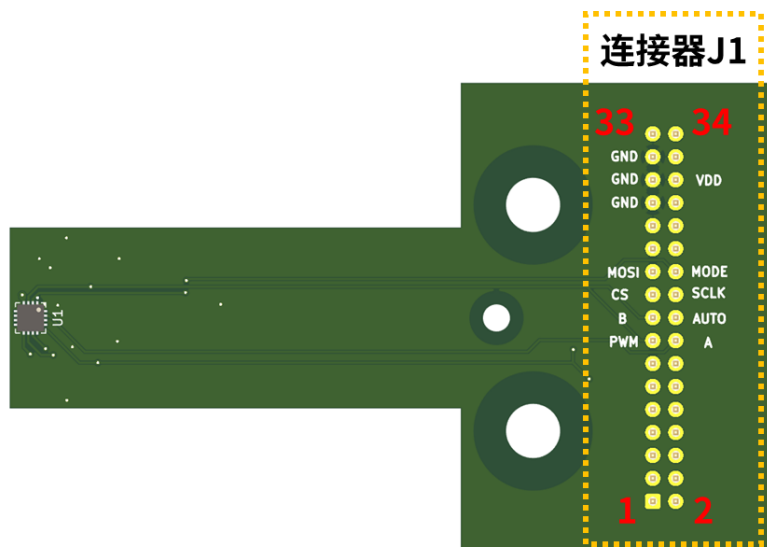 连接器J1
33 34
GND
GND VDD
GND
MOSI MODE
CS SCLK
U1 B AUTO
PWM A
1 2